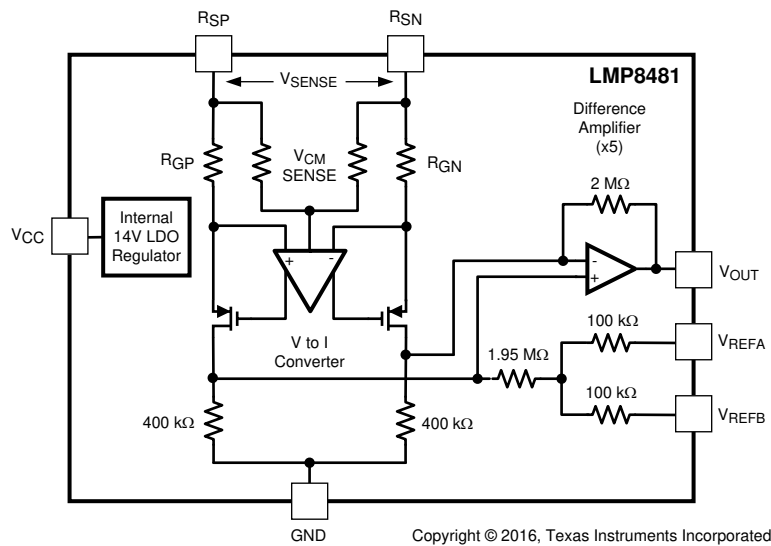 RSP
RSN
VSENSE
LMP8481
Difference
Amplifier
(x5)
RGP
VCM
SENSE
RGN
2 MΩ
VCC
Internal
14V LDO
Regulator
+
-
-
+
VOUT
V to I
Converter
1.95 MΩ
100 kΩ
VREFA
100 kΩ
VREFB
400 kΩ
400 kΩ
GND
Copyright © 2016, Texas Instruments Incorporated